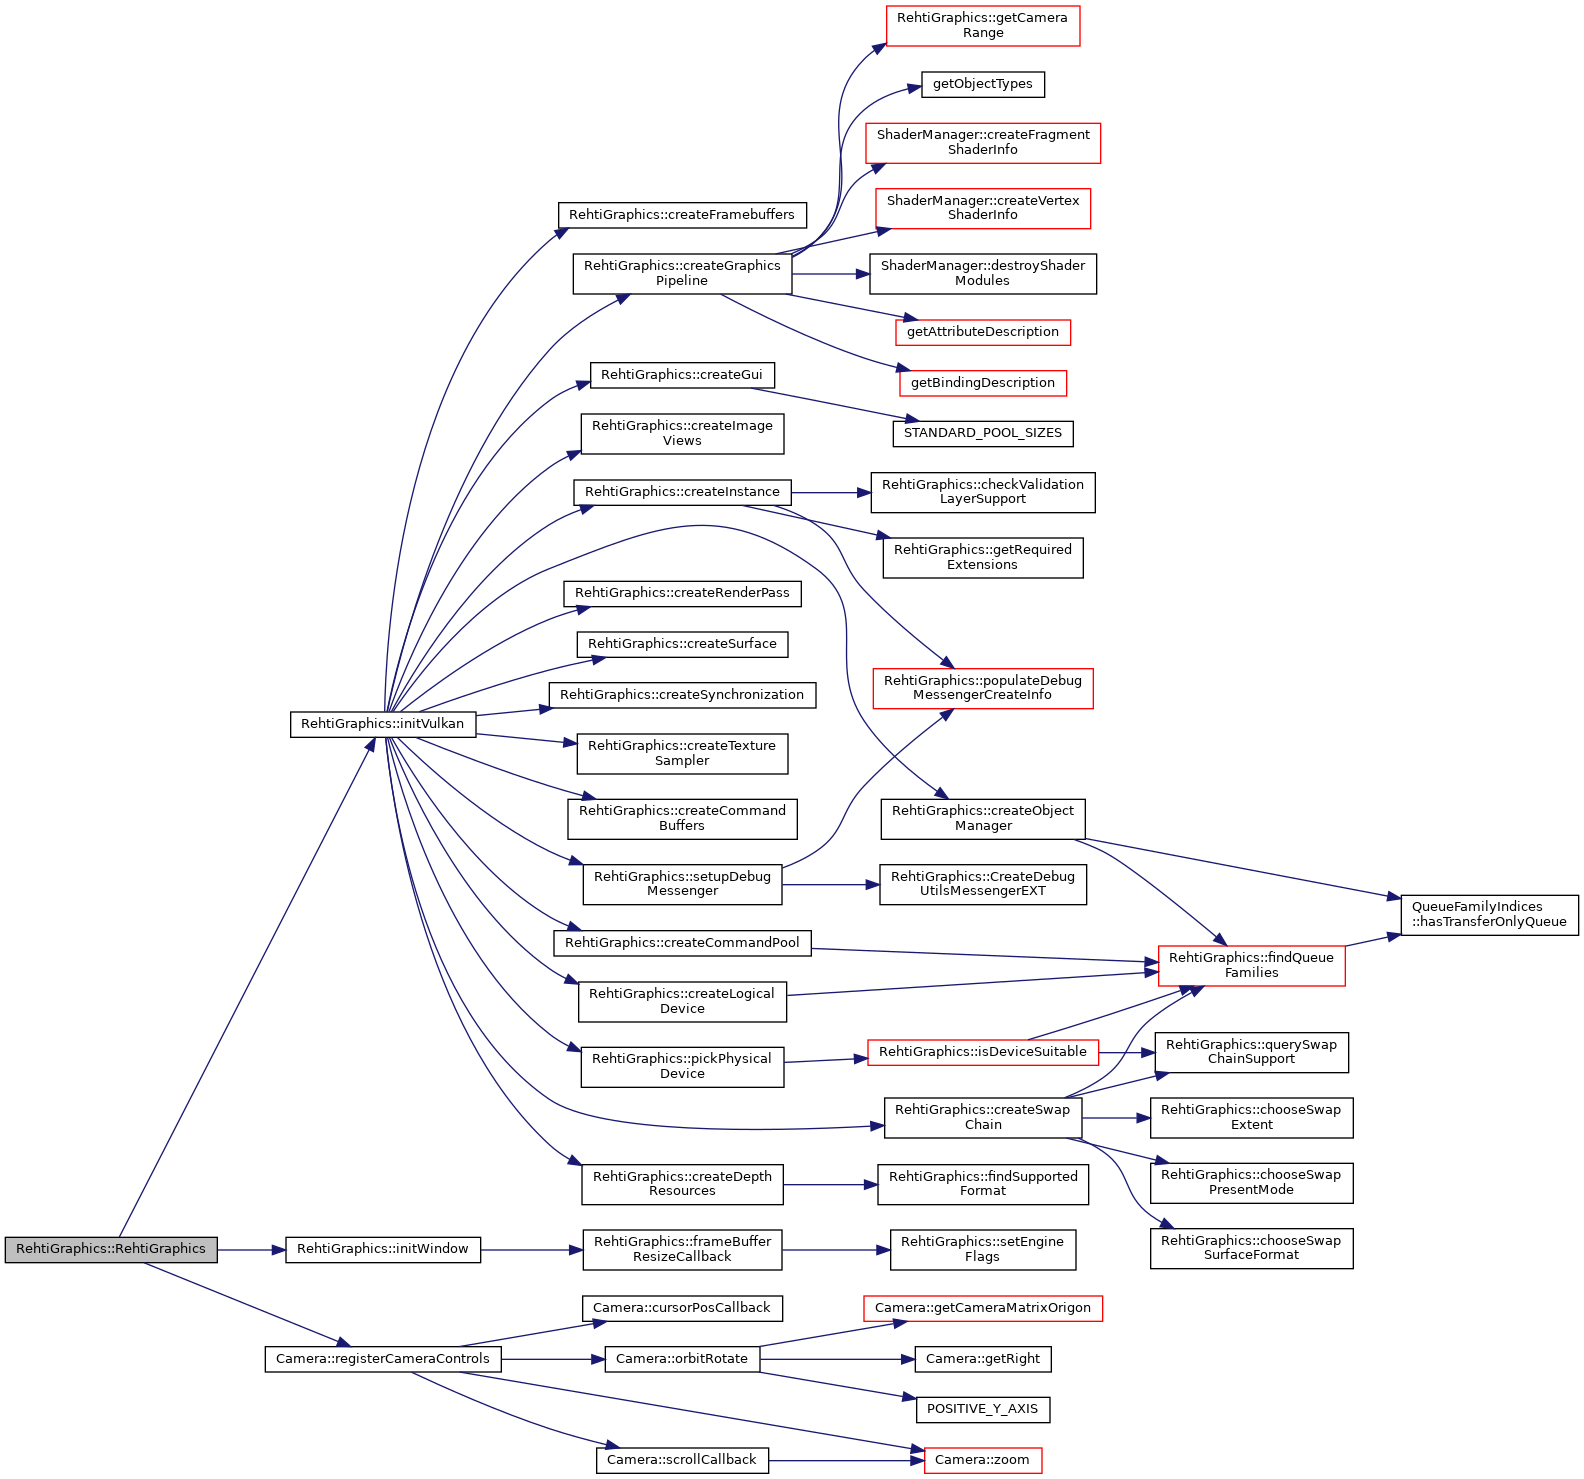 RehtiGraphics::getCamera
Range
getObjectTypes
ShaderManager::createFragment
ShaderInfo
ShaderManager::createVertex
ShaderInfo
RehtiGraphics::createFramebuffers
RehtiGraphics::createGraphics
Pipeline
ShaderManager::destroyShader
Modules
getAttributeDescription
RehtiGraphics::createGui
getBindingDescription
RehtiGraphics::createImage
Views
STANDARD_POOL_SIZES
RehtiGraphics::createInstance
RehtiGraphics::checkValidation
LayerSupport
RehtiGraphics::getRequired
Extensions
RehtiGraphics::createRenderPass
RehtiGraphics::createSurface
RehtiGraphics::populateDebug
MessengerCreateInfo
RehtiGraphics::createSynchronization
RehtiGraphics::initVulkan
RehtiGraphics::createTexture
Sampler
RehtiGraphics::createCommand
Buffers
RehtiGraphics::createObject
Manager
RehtiGraphics::setupDebug
Messenger
RehtiGraphics::CreateDebug
UtilsMessengerEXT
QueueFamilyIndices
::hasTransferOnlyQueue
RehtiGraphics::createCommandPool
RehtiGraphics::findQueue
Families
RehtiGraphics::createLogical
Device
RehtiGraphics::pickPhysical
Device
RehtiGraphics::isDeviceSuitable
RehtiGraphics::querySwap
ChainSupport
RehtiGraphics::createSwap
Chain
RehtiGraphics::chooseSwap
Extent
RehtiGraphics::createDepth
Resources
RehtiGraphics::findSupported
Format
RehtiGraphics::chooseSwap
PresentMode
RehtiGraphics::RehtiGraphics
RehtiGraphics::initWindow
RehtiGraphics::frameBuffer
ResizeCallback
RehtiGraphics::setEngine
Flags
RehtiGraphics::chooseSwap
SurfaceFormat
Camera::cursorPosCallback
Camera::getCameraMatrixOrigon
Camera::registerCameraControls
Camera::orbitRotate
Camera::getRight
POSITIVE_Y_AXIS
Camera::scrollCallback
Camera::zoom